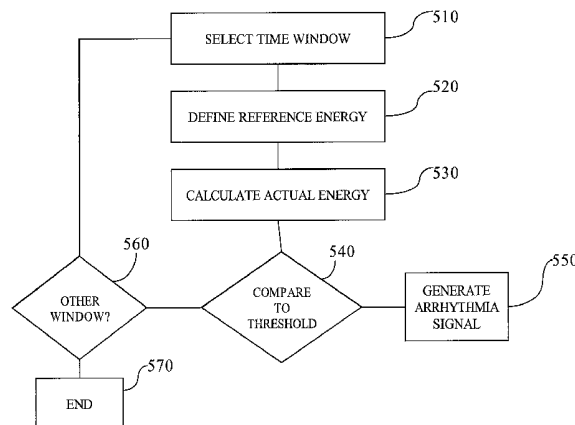 510
SELECT TIME WINDOW
520
DEFINE REFERENCE ENERGY
530
CALCULATE ACTUAL ENERGY
560
540
550
OTHER
WINDOW?
COMPARE
TO
THRESHOLD
GENERATE
ARRHYTHMIA
SIGNAL
570
END